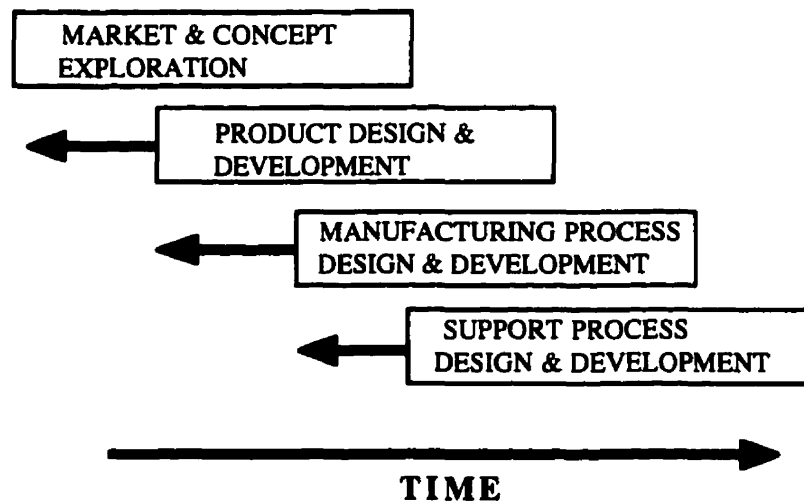 MARKET & CONCEPT
EXPLORATION
PRODUCT DESIGN &
DEVELOPMENT
MANUFACTURING PROCESS
DESIGN & DEVELOPMENT
SUPPORT PROCESS
DESIGN & DEVELOPMENT
TIME